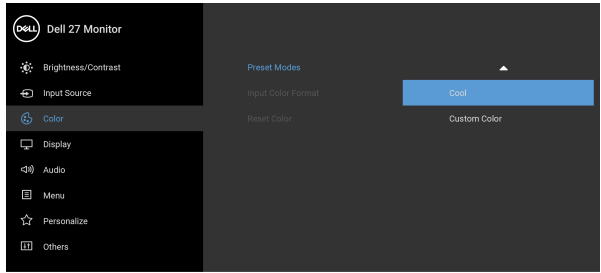 DELL Dell 27 Monitor
Brightness/Contrast
Input Source
Color
Display
Audio
Menu
Personalize
Others
Preset Modes
Input Color Format
Reset Color
Cool
Custom Color